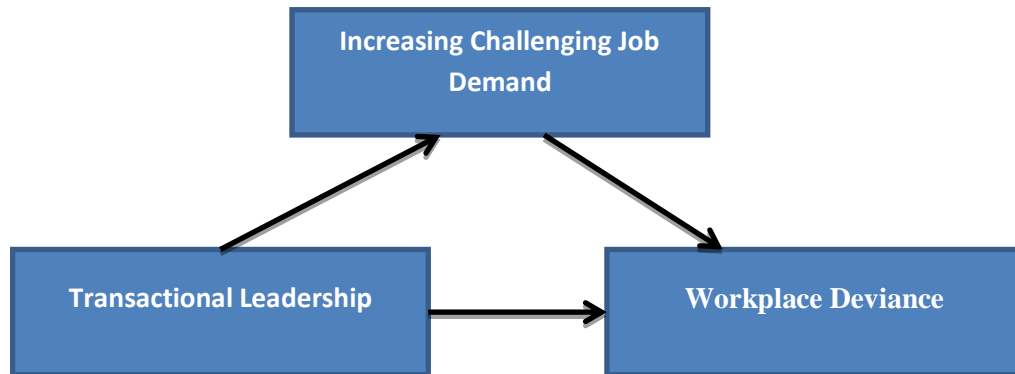 Increasing Challenging Job
Demand
Transactional Leadership
Workplace Deviance